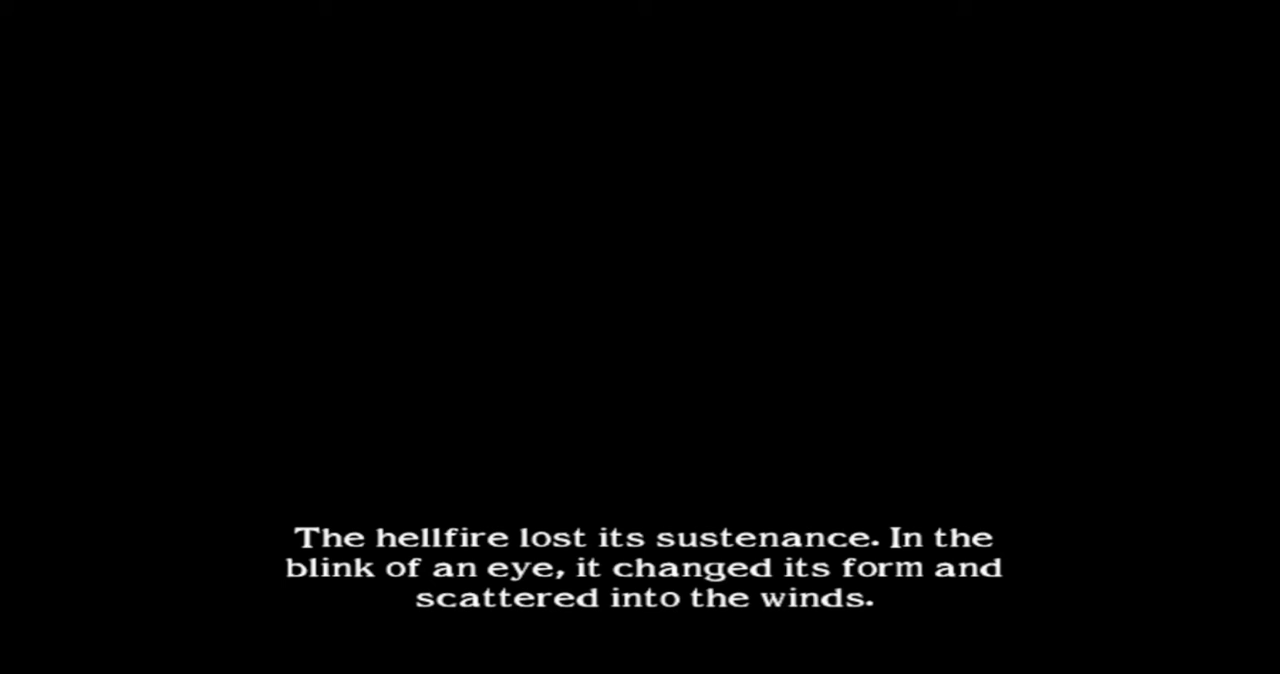 The hellfire lost its sustenance. In the
blink of an eye, it changed its form and
scattered into the winds.